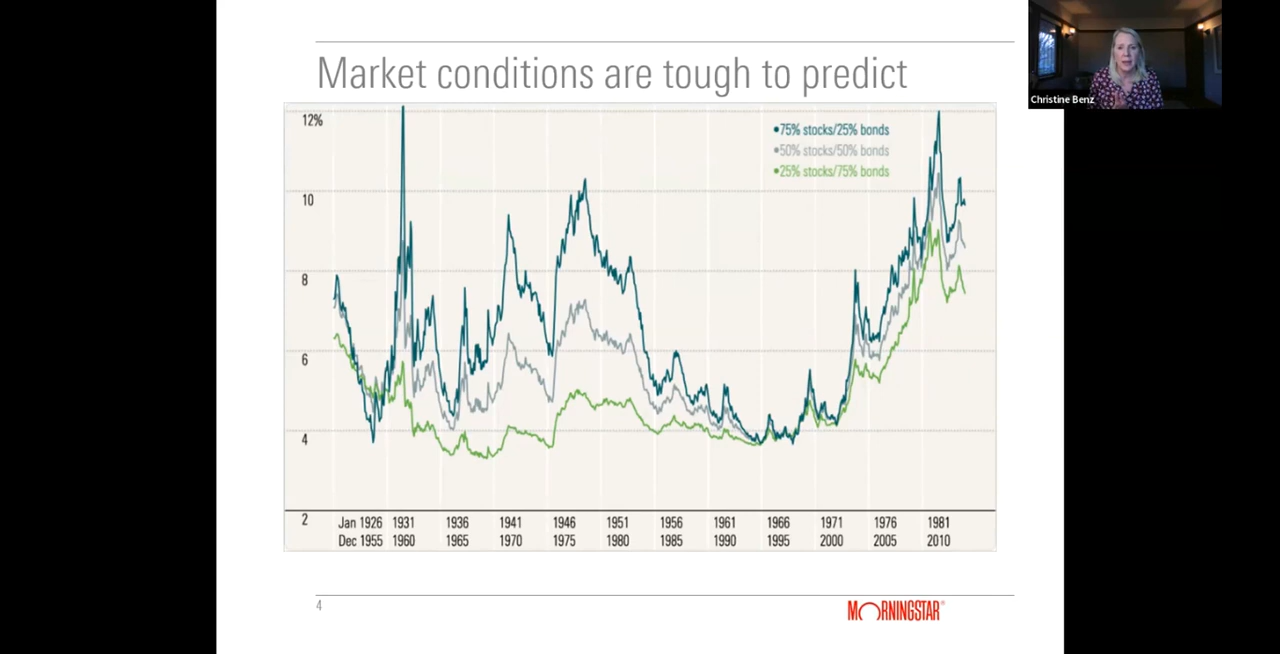 Market conditions are tough to predict
Christine Benz
12%
10
8
6
4
2
•75% stocks/25% bonds
•50% stocks/50% bonds
•25% stocks/75% bonds
Jan 1926 1931 1936 1941 1946 1951 1956 1961 1966 1971 1976 1981
Dec 1955 1960 1965 1970 1975 1980 1985 1990 1995 2000 2005 2010
4
MORNINGSTAR®